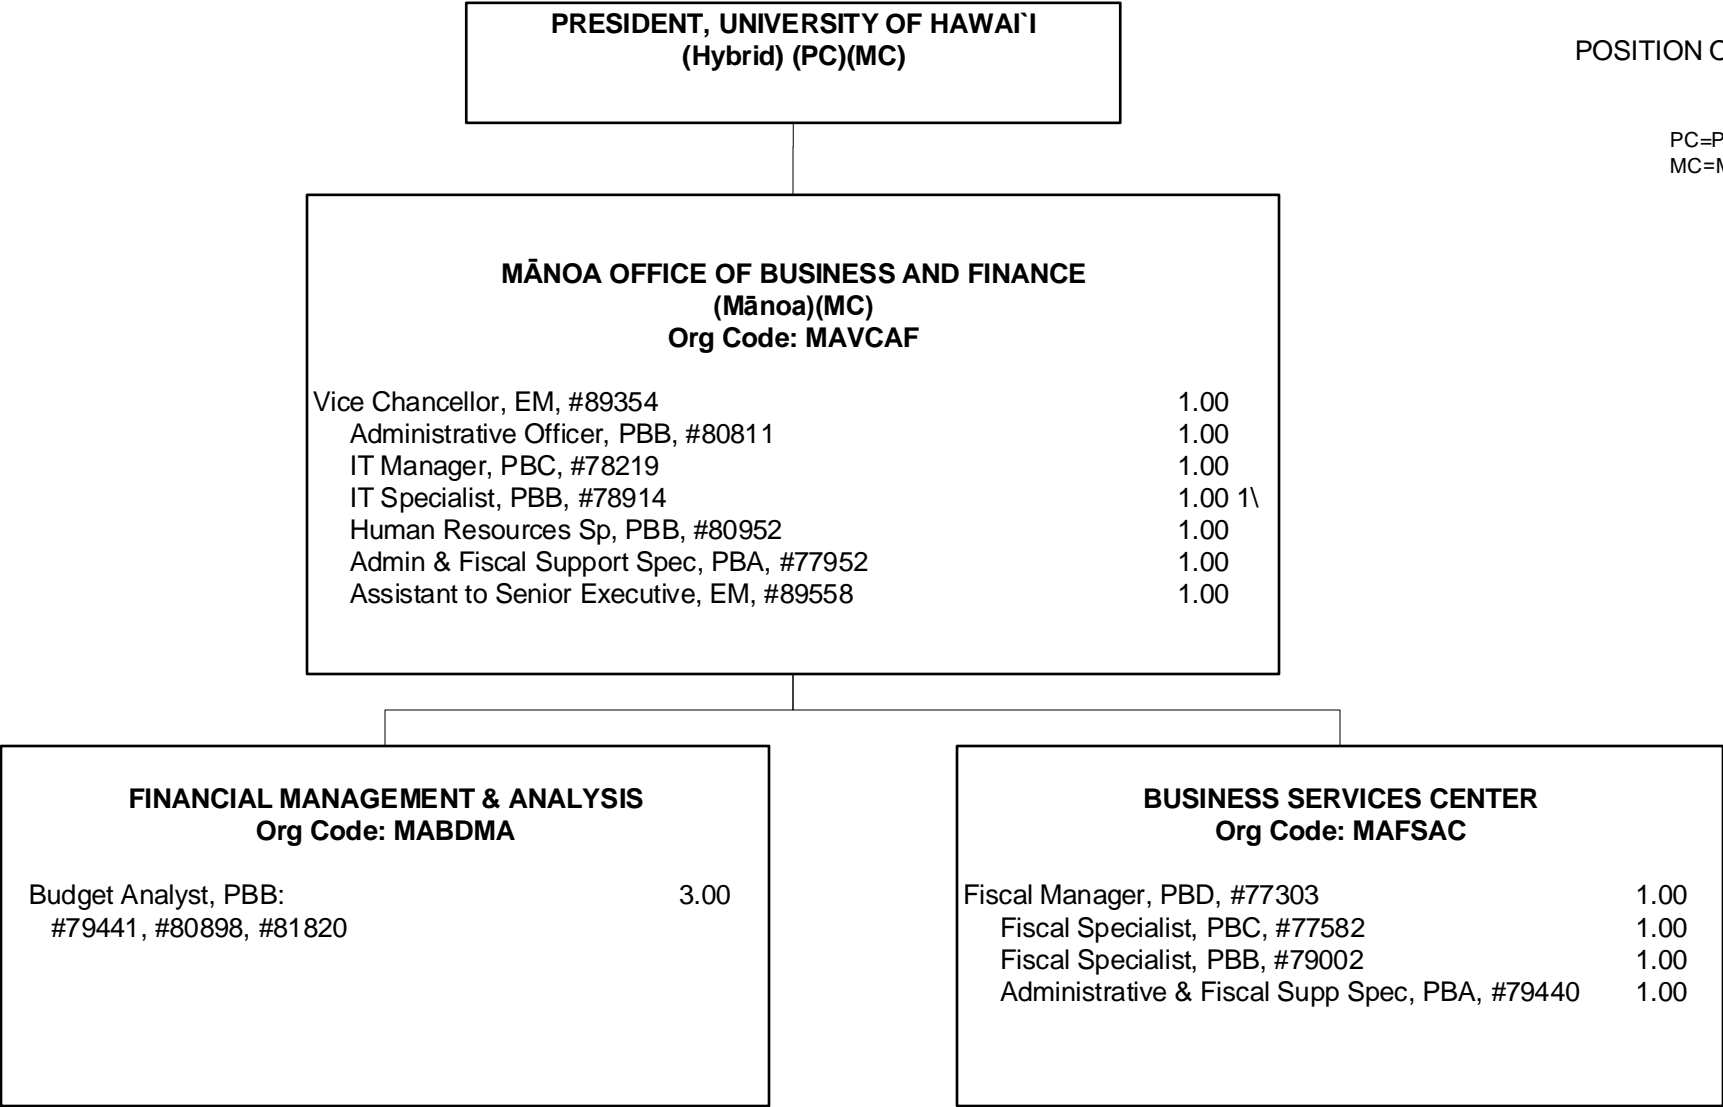 PRESIDENT, UNIVERSITY OF HAWAI`I
(Hybrid) (PC)(MC)
POSITION
PC=
MC=
MĀNOA OFFICE OF BUSINESS AND FINANCE
(Mānoa)(MC)
Org Code: MAVCAF
Vice Chancellor, EM, #89354 1.00
Administrative Officer, PBB, #80811 1.00
IT Manager, PBC, #78219 1.00
IT Specialist, PBB, #78914 1.00 1\
Human Resources Sp, PBB, #80952 1.00
Admin & Fiscal Support Spec, PBA, #77952 1.00
Assistant to Senior Executive, EM, #89558 1.00
FINANCIAL MANAGEMENT & ANALYSIS
Org Code: MABDMA
Budget Analyst, PBB: 3.00
#79441, #80898, #81820
BUSINESS SERVICES CENTER
Org Code: MAFSAC
Fiscal Manager, PBD, #77303 1.00
Fiscal Specialist, PBC, #77582 1.00
Fiscal Specialist, PBB, #79002 1.00
Administrative & Fiscal Supp Spec, PBA, #79440 1.00